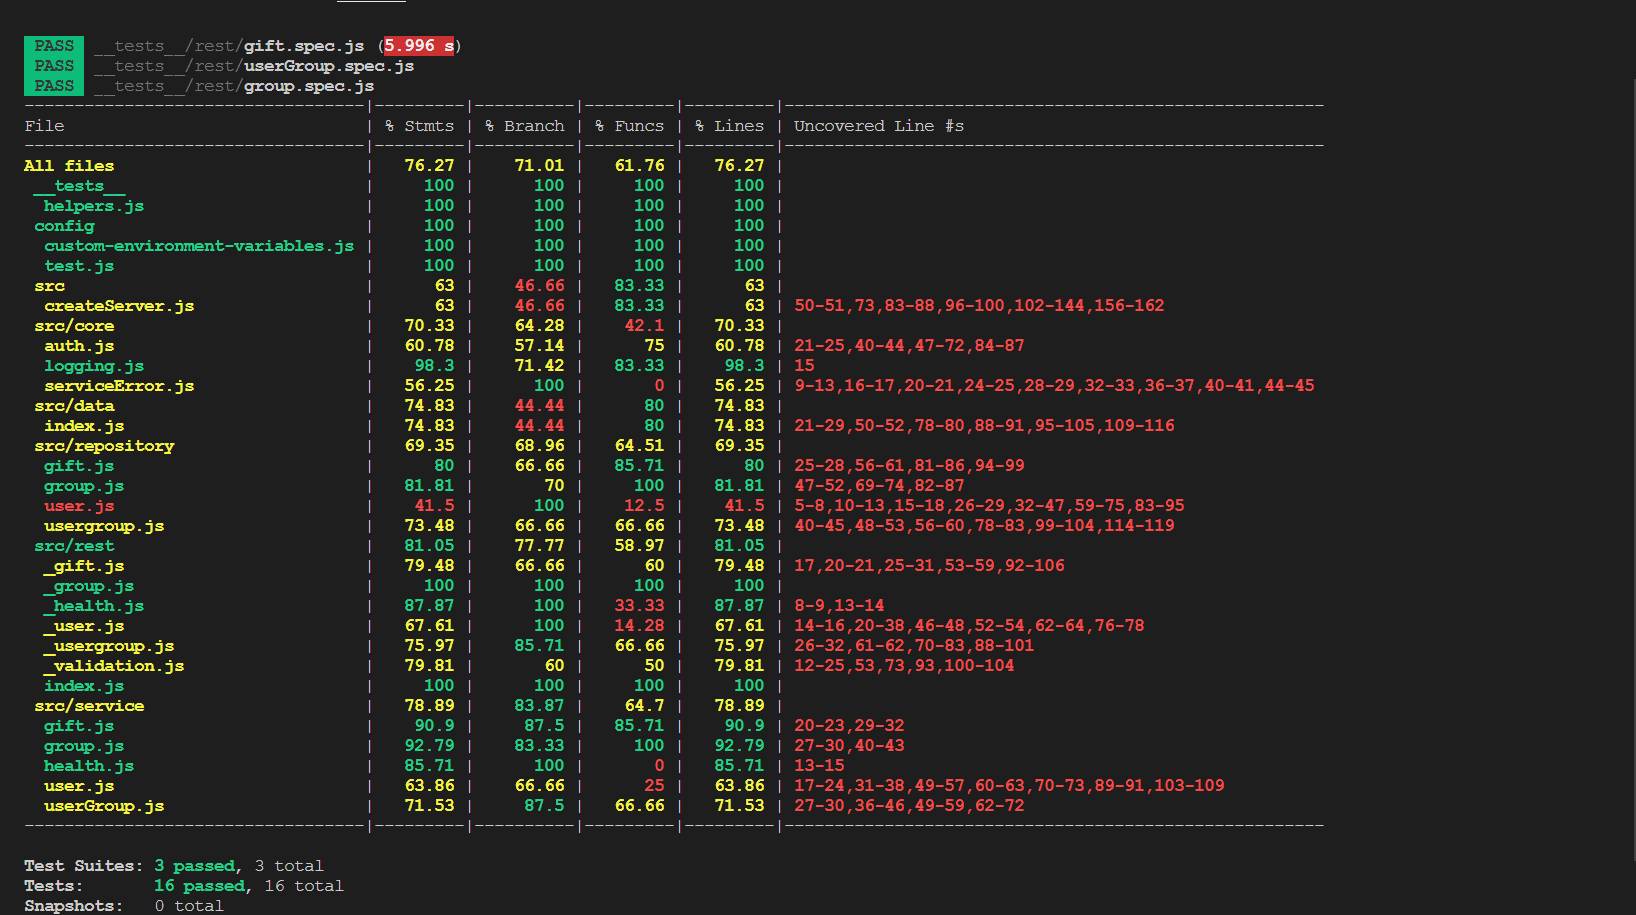 PASS __tests__/rest/gift.spec.js (5.996 s)
PASS __tests__/rest/userGroup.spec.js
PASS __tests__/rest/group.spec.js
----------------------------------|---------|----------|---------|---------|------------------------------------------------------
File                              | % Stmts | % Branch | % Funcs | % Lines | Uncovered Line #s
----------------------------------|---------|----------|---------|---------|------------------------------------------------------
All files                         |   76.27 |    71.01 |   61.76 |   76.27 |
 __tests__                        |     100 |      100 |     100 |     100 |
  helpers.js                      |     100 |      100 |     100 |     100 |
 config                           |     100 |      100 |     100 |     100 |
  custom-environment-variables.js |     100 |      100 |     100 |     100 |
  test.js                         |     100 |      100 |     100 |     100 |
 src                              |      63 |    46.66 |   83.33 |      63 |
  createServer.js                 |      63 |    46.66 |   83.33 |      63 | 50-51,73,83-88,96-100,102-144,156-162
 src/core                         |   70.33 |    64.28 |    42.1 |   70.33 |
  auth.js                         |   60.78 |    57.14 |      75 |   60.78 | 21-25,40-44,47-72,84-87
  logging.js                      |    98.3 |    71.42 |   83.33 |    98.3 | 15
  serviceError.js                 |   56.25 |      100 |       0 |   56.25 | 9-13,16-17,20-21,24-25,28-29,32-33,36-37,40-41,44-45
 src/data                         |   74.83 |    44.44 |      80 |   74.83 |
  index.js                        |   74.83 |    44.44 |      80 |   74.83 | 21-29,50-52,78-80,88-91,95-105,109-116
 src/repository                   |   69.35 |    68.96 |   64.51 |   69.35 |
  gift.js                         |      80 |    66.66 |   85.71 |      80 | 25-28,56-61,81-86,94-99
  group.js                        |   81.81 |       70 |     100 |   81.81 | 47-52,69-74,82-87
  user.js                         |    41.5 |      100 |    12.5 |    41.5 | 5-8,10-13,15-18,26-29,32-47,59-75,83-95
  usergroup.js                    |   73.48 |    66.66 |   66.66 |   73.48 | 40-45,48-53,56-60,78-83,99-104,114-119
 src/rest                         |   81.05 |    77.77 |   58.97 |   81.05 |
  _gift.js                        |   79.48 |    66.66 |      60 |   79.48 | 17,20-21,25-31,53-59,92-106
  _group.js                       |     100 |      100 |     100 |     100 |
  _health.js                      |   87.87 |      100 |   33.33 |   87.87 | 8-9,13-14
  _user.js                        |   67.61 |      100 |   14.28 |   67.61 | 14-16,20-38,46-48,52-54,62-64,76-78
  _usergroup.js                   |   75.97 |    85.71 |   66.66 |   75.97 | 26-32,61-62,70-83,88-101
  _validation.js                  |   79.81 |       60 |      50 |   79.81 | 12-25,53,73,93,100-104
  index.js                        |     100 |      100 |     100 |     100 |
 src/service                      |   78.89 |    83.87 |    64.7 |   78.89 |
  gift.js                         |    90.9 |     87.5 |   85.71 |    90.9 | 20-23,29-32
  group.js                        |   92.79 |    83.33 |     100 |   92.79 | 27-30,40-43
  health.js                       |   85.71 |      100 |       0 |   85.71 | 13-15
  user.js                         |   63.86 |    66.66 |      25 |   63.86 | 17-24,31-38,49-57,60-63,70-73,89-91,103-109
  userGroup.js                    |   71.53 |     87.5 |   66.66 |   71.53 | 27-30,36-46,49-59,62-72
----------------------------------|---------|----------|---------|---------|------------------------------------------------------
Test Suites: 3 passed, 3 total
Tests:       16 passed, 16 total
Snapshots:   0 total